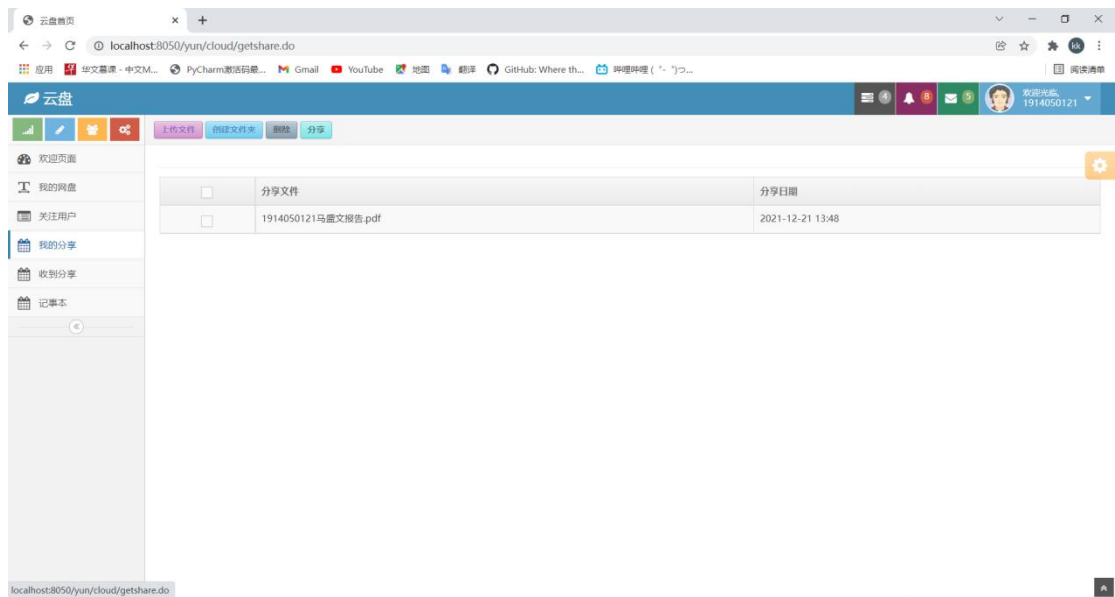 云盘首页
localhost:8050/yun/cloud/getshare.do
kk
应用 华文慕课 - 中文M... PyCharm激活码最... Gmail YouTube 地图 翻译 GitHub: Where th... 哔哩哔哩 ( ゜- ゜)つ... 阅读清单
云盘 4 8 5 欢迎光临, 1914050121
上传文件 创建文件夹 删除 分享
欢迎页面
我的网盘
关注用户
我的分享
收到分享
记事本
分享文件 分享日期
1914050121马盟文报告.pdf 2021-12-21 13:48
localhost:8050/yun/cloud/getshare.do